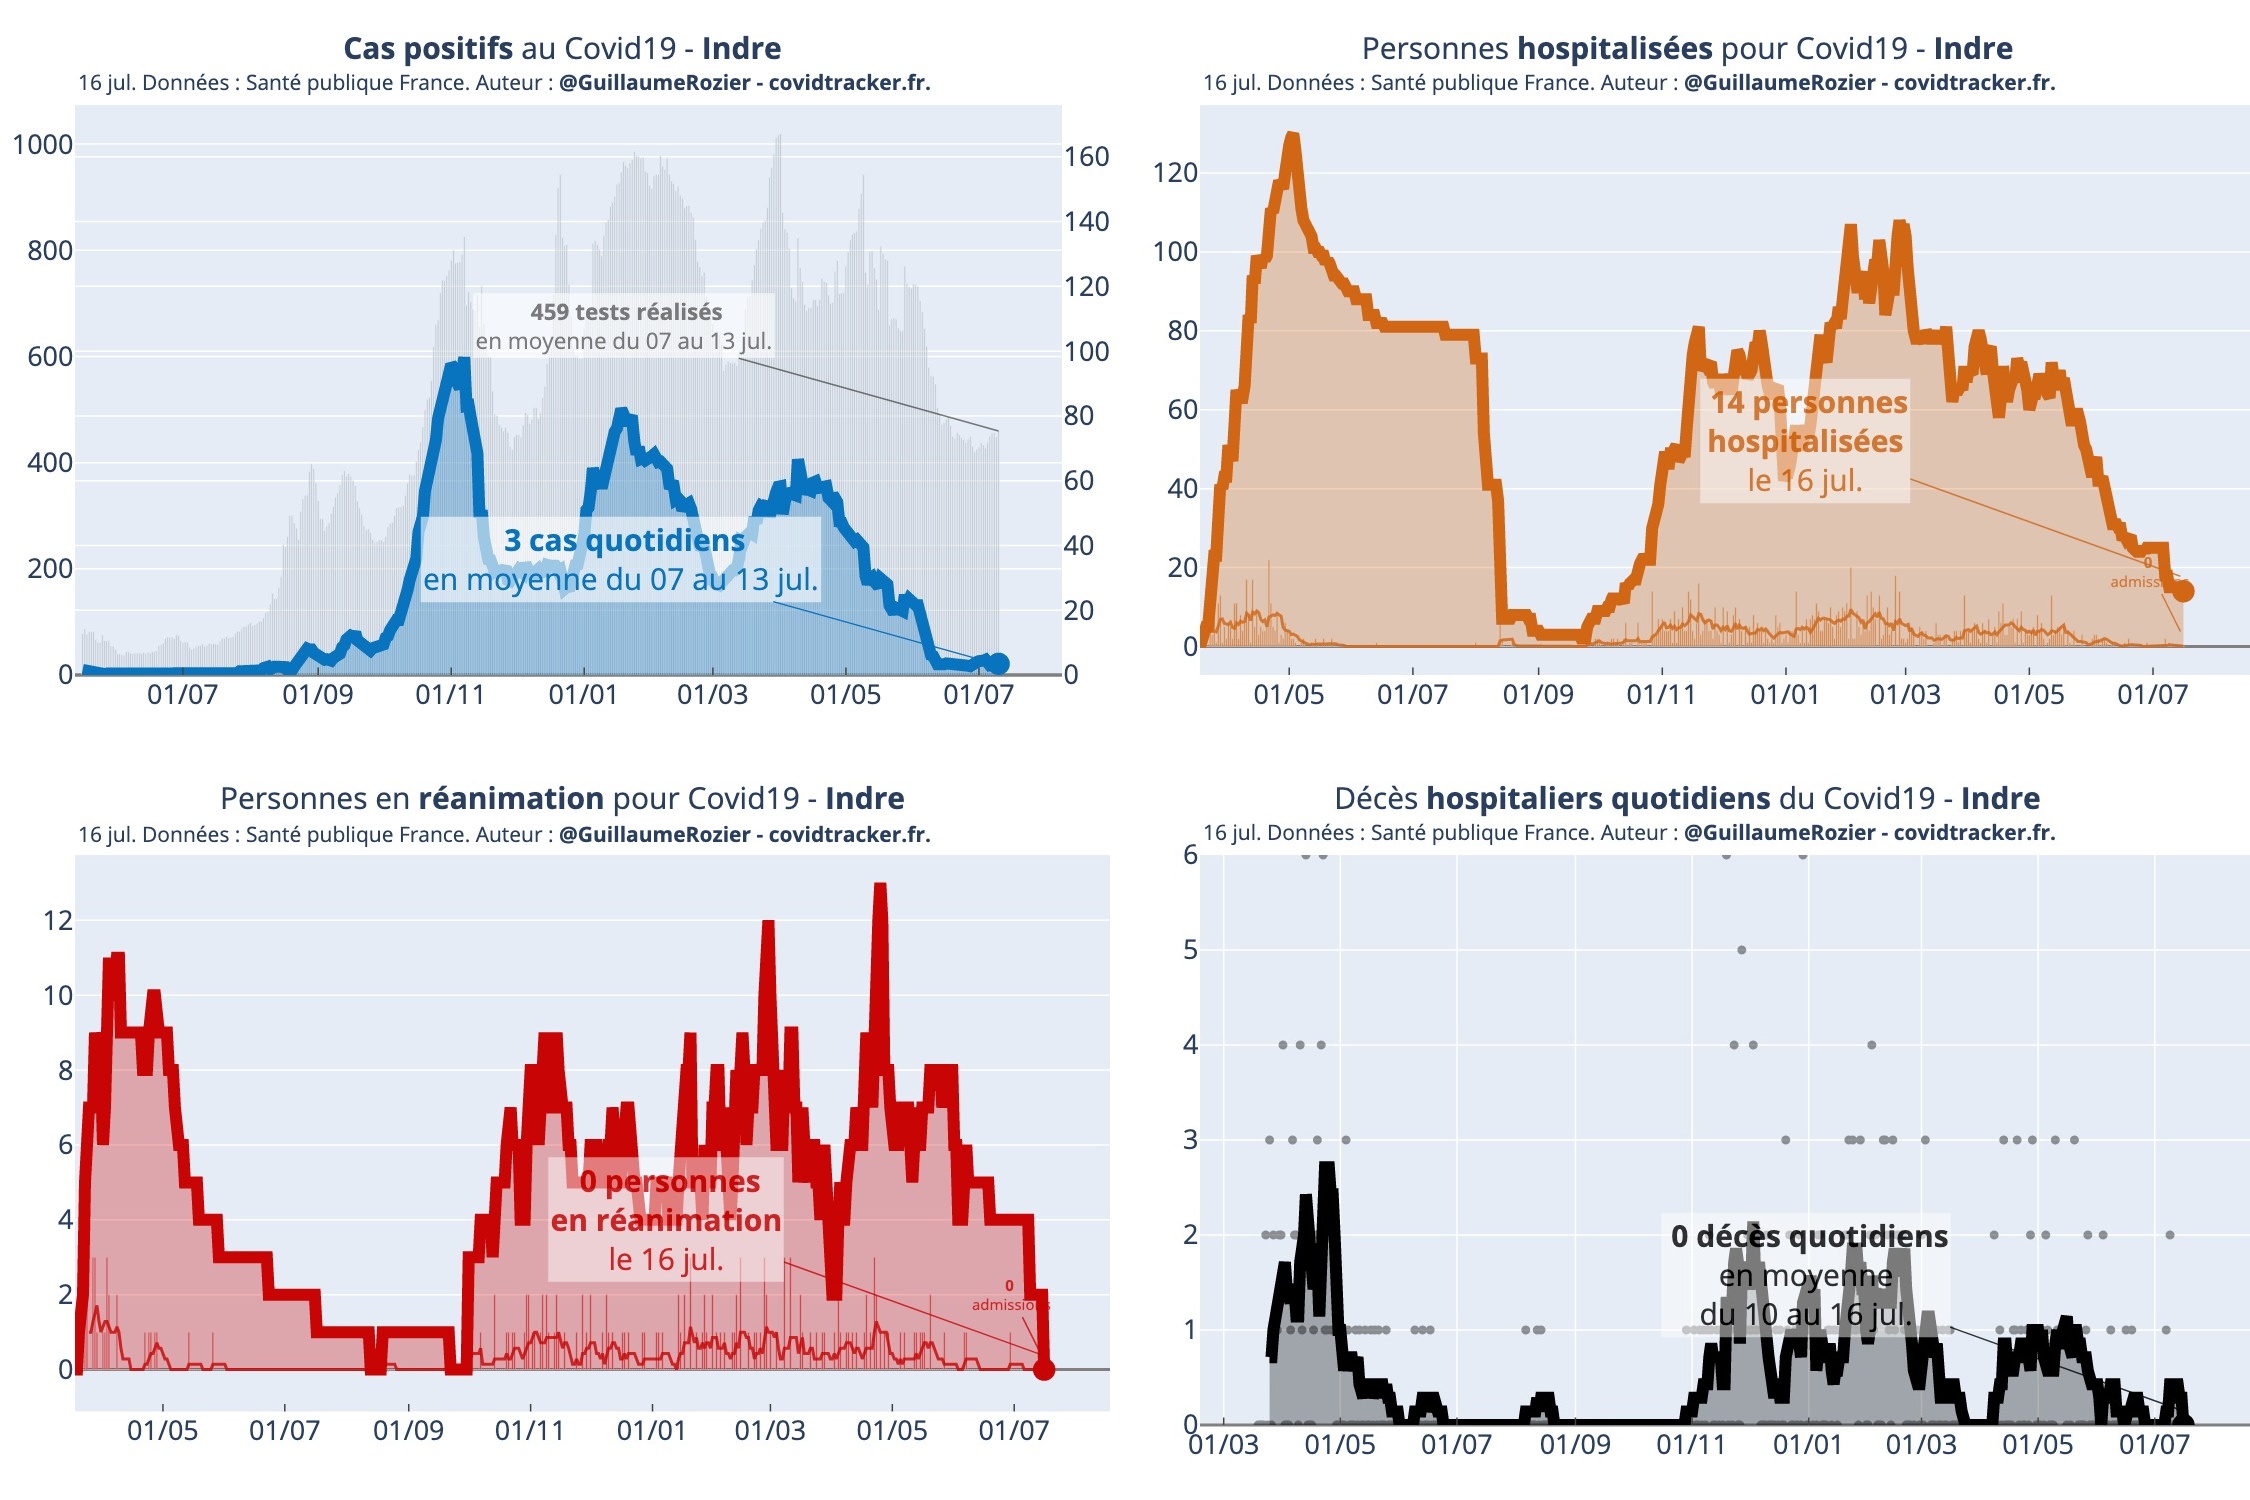 Cas positifs au Covid19 - Indre
16 jul. Données : Santé publique France. Auteur : @GuillaumeRozier - covidtracker.fr.
1000
800
600
400
200
0
160
140
120
100
80
60
40
20
0
459 tests réalisés
en moyenne du 07 au 13 jul.
3 cas quotidiens
en moyenne du 07 au 13 jul.
01/07 01/09 01/11 01/01 01/03 01/05 01/07
Personnes hospitalisées pour Covid19 - Indre
16 jul. Données : Santé publique France. Auteur : @GuillaumeRozier - covidtracker.fr.
120
100
80
60
40
20
0
14 personnes
hospitalisées
le 16 jul.
0
admissions
01/05 01/07 01/09 01/11 01/01 01/03 01/05 01/07
Personnes en réanimation pour Covid19 - Indre
16 jul. Données : Santé publique France. Auteur : @GuillaumeRozier - covidtracker.fr.
12
10
8
6
4
2
0
0 personnes
en réanimation
le 16 jul.
0
admissions
01/05 01/07 01/09 01/11 01/01 01/03 01/05 01/07
Décès hospitaliers quotidiens du Covid19 - Indre
16 jul. Données : Santé publique France. Auteur : @GuillaumeRozier - covidtracker.fr.
6
5
4
3
2
1
0
0 décès quotidiens
en moyenne
du 10 au 16 jul.
01/03 01/05 01/07 01/09 01/11 01/01 01/03 01/05 01/07